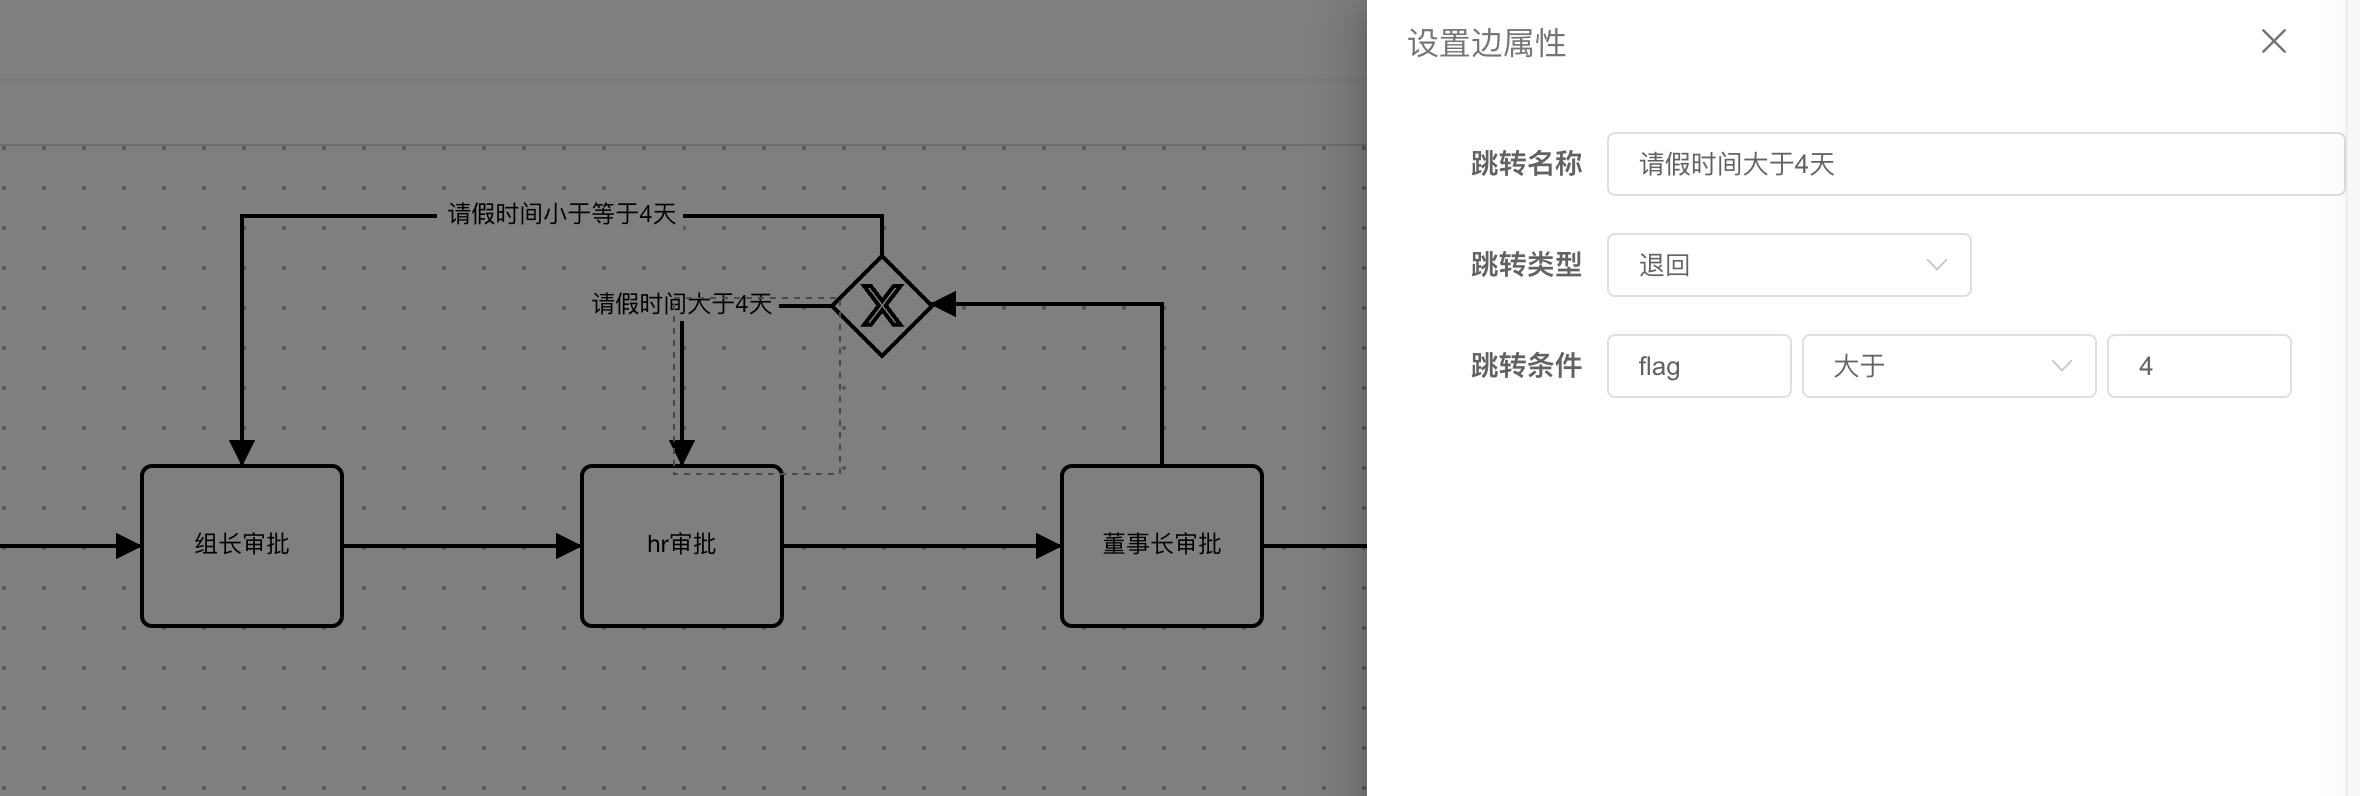 设置边属性
跳转名称 请假时间大于4天
跳转类型 退回
跳转条件 flag 大于 4
请假时间小于等于4天
请假时间大于4天
组长审批
hr审批
董事长审批